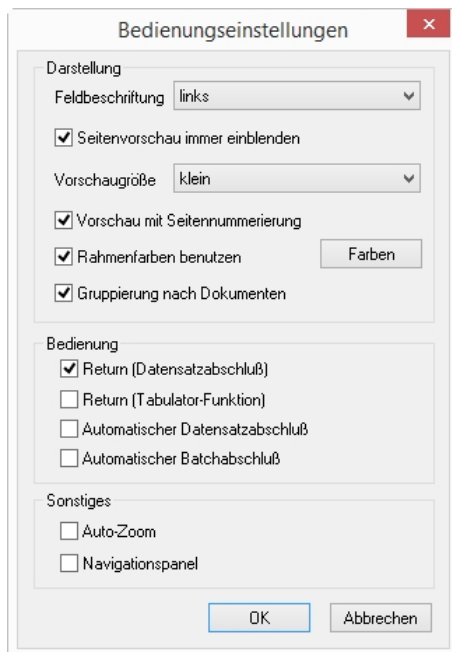 Bedienungseinstellungen
Darstellung
Feldbeschriftung links
Seitenvorschau immer einblenden
Vorschaugröße klein
Vorschau mit Seitennummerierung
Rahmenfarben benutzen Farben
Gruppierung nach Dokumenten
Bedienung
Return (Datensatzabschluß)
Return (Tabulator-Funktion)
Automatischer Datensatzabschluß
Automatischer Batchabschluß
Sonstiges
Auto-Zoom
Navigationspanel
OK Abbrechen